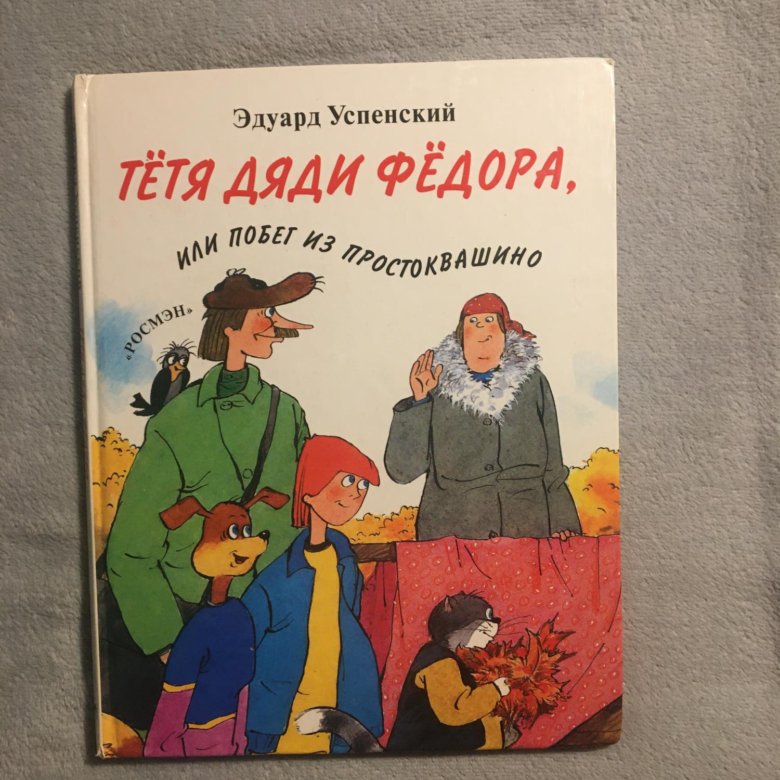 Эдуард Успенский
ТЁТЯ ДЯДИ ФЁДОРА,
ИЛИ ПОБЕГ ИЗ ПРОСТОКВАШИНО
«РОСМЭН»